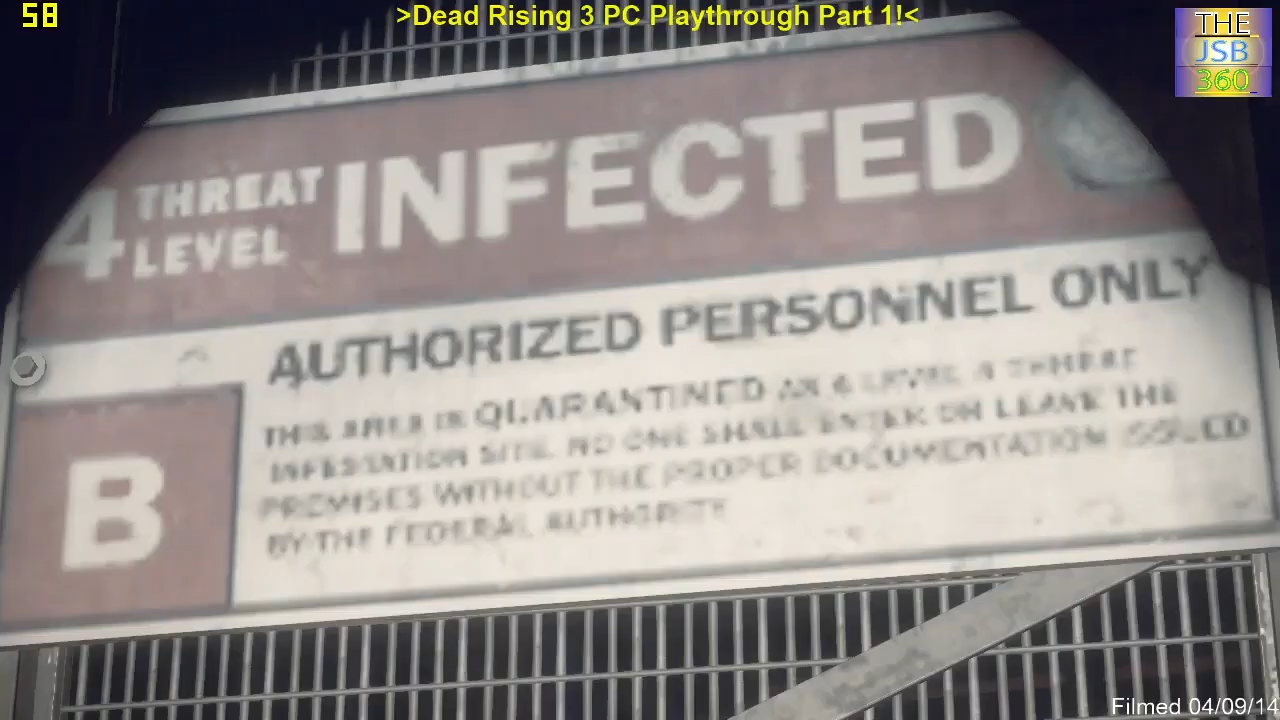 58
>Dead Rising 3 PC Playthrough Part 1!<
THE
JSB
360
4 THREAT LEVEL INFECTED
AUTHORIZED PERSONNEL ONLY
B
THIS AREA IS QUARANTINED AS A LEVEL 4 THREAT
INFESTATION SITE. NO ONE SHALL ENTER OR LEAVE THE
PREMISES WITHOUT THE PROPER DOCUMENTATION ISSUED
BY THE FEDERAL AUTHORITY
Filmed 04/09/14